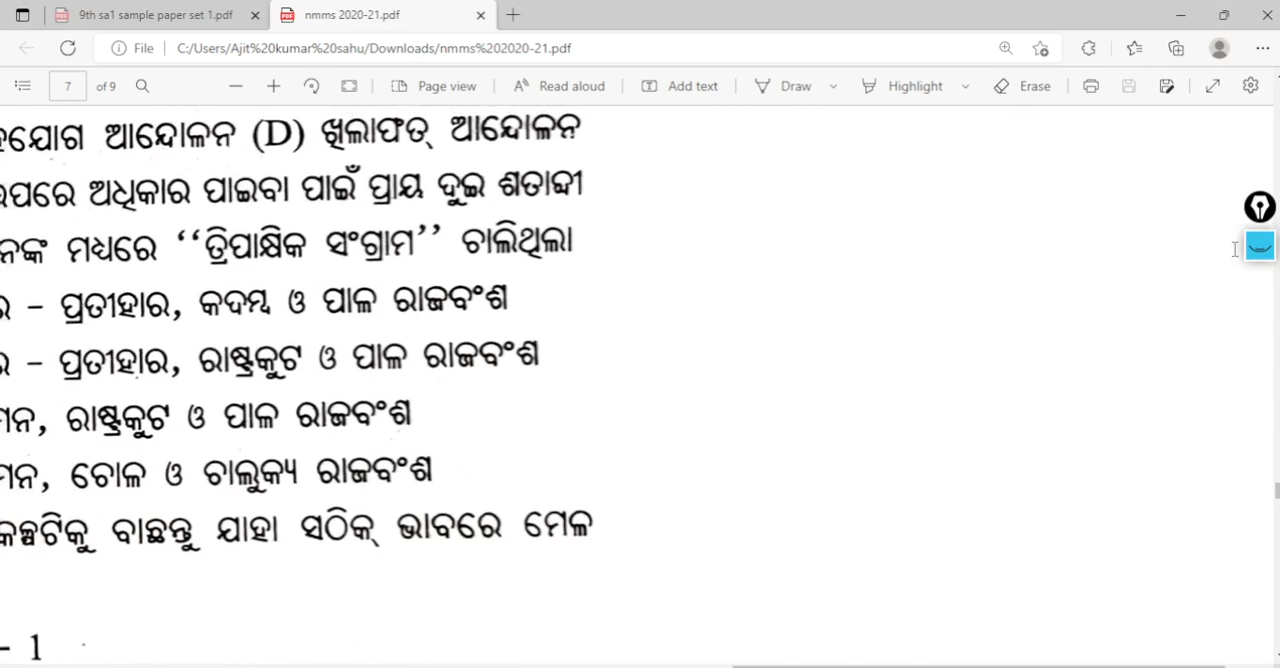 9th sa1 sample paper set 1.pdf
nmms 2020-21.pdf
File C:/Users/Ajit%20kumar%20sahu/Downloads/nmms%202020-21.pdf
7 of 9 Page view Read aloud Add text Draw Highlight Erase
ହଯୋଗ ଆନ୍ଦୋଳନ (D) ଖିଲାଫତ୍ ଆନ୍ଦୋଳନ
ଉପରେ ଅଧିକାର ପାଇବା ପାଇଁ ପ୍ରାୟ ଦୁଇ ଶତାବ୍ଦୀ
ନଙ୍କ ମଧ୍ୟରେ ‘‘ତ୍ରିପାକ୍ଷିକ ସଂଗ୍ରାମ’’ ଚାଲିଥିଲା
ର – ପ୍ରତୀହାର, କଦମ୍ବ ଓ ପାଳ ରାଜବଂଶ
ର – ପ୍ରତୀହାର, ରାଷ୍ଟ୍ରକୁଟ ଓ ପାଳ ରାଜବଂଶ
ମନ, ରାଷ୍ଟ୍ରକୁଟ ଓ ପାଳ ରାଜବଂଶ
ମନ, ଚୋଳ ଓ ଚାଲୁକ୍ୟ ରାଜବଂଶ
କଳ୍ପଟିକୁ ବାଛନ୍ତୁ ଯାହା ସଠିକ୍ ଭାବରେ ମେଳ
– 1